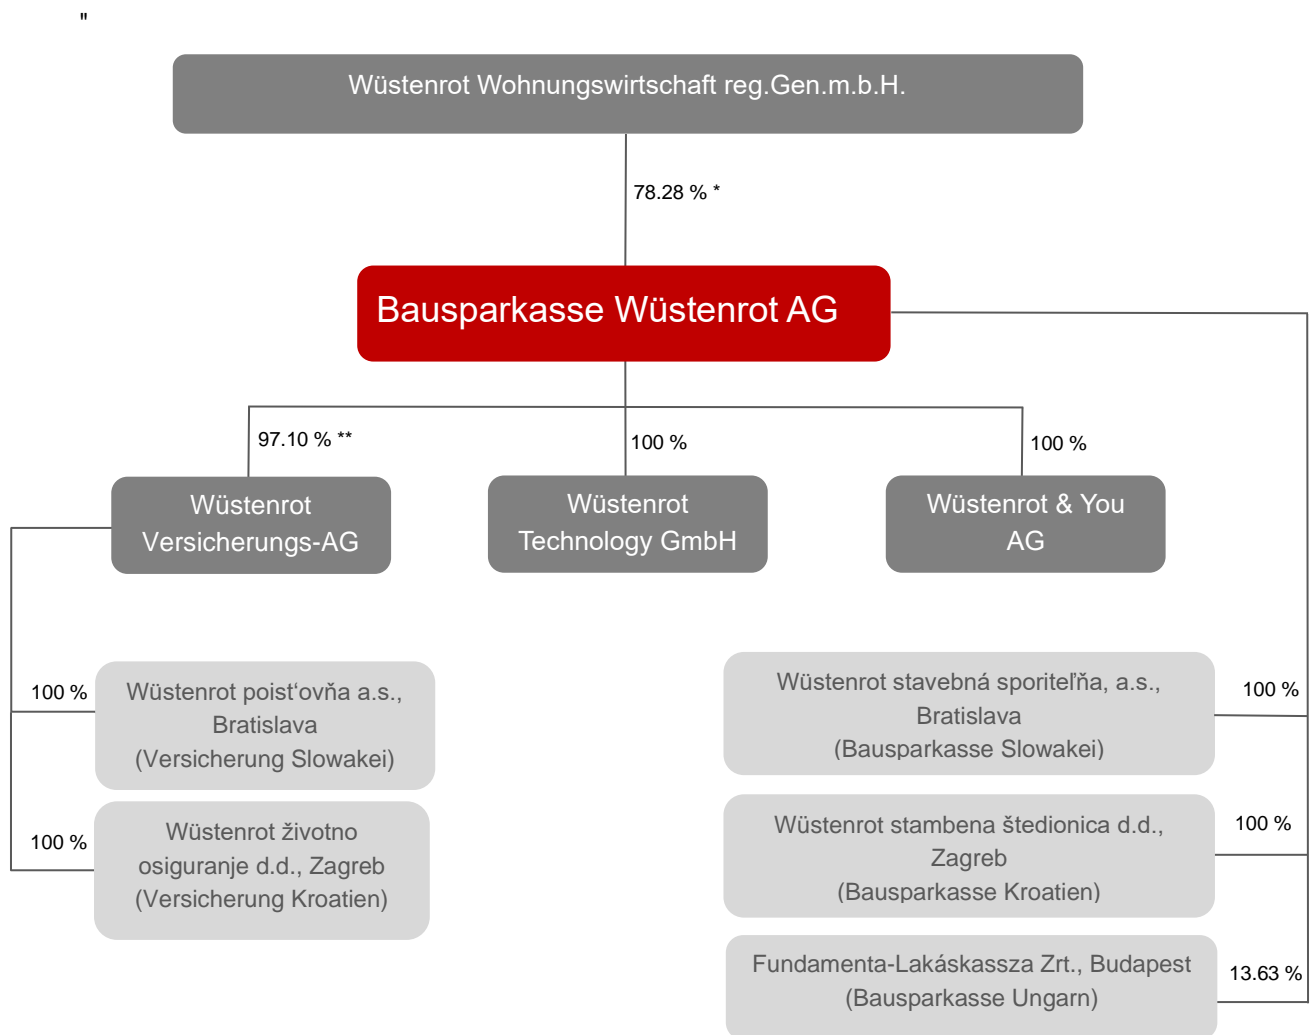 "
Wüstenrot Wohnungswirtschaft reg.Gen.m.b.H.
78.28 % *
Bausparkasse Wüstenrot AG
97.10 % **
100 %
100 %
Wüstenrot
Versicherungs-AG
Wüstenrot
Technology GmbH
Wüstenrot & You
AG
100 %
Wüstenrot poist‘ovňa a.s.,
Bratislava
(Versicherung Slowakei)
Wüstenrot stavebná sporiteľňa, a.s.,
Bratislava
(Bausparkasse Slowakei)
100 %
100 %
Wüstenrot životno
osiguranje d.d., Zagreb
(Versicherung Kroatien)
Wüstenrot stambena štedionica d.d.,
Zagreb
(Bausparkasse Kroatien)
100 %
Fundamenta-Lakáskassza Zrt., Budapest
(Bausparkasse Ungarn)
13.63 %